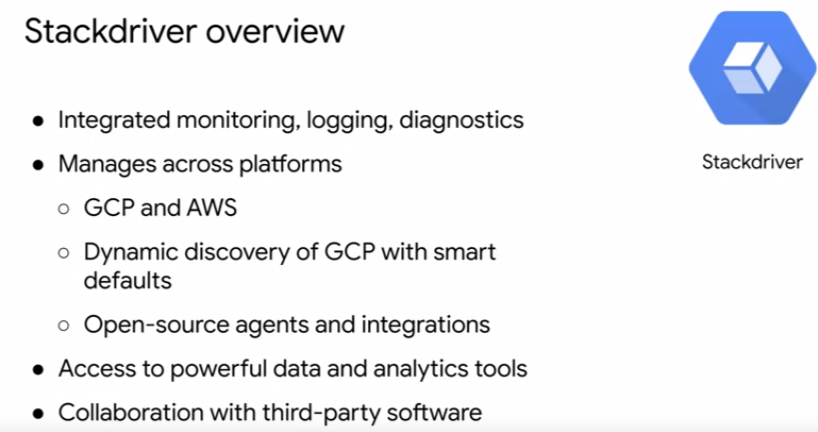 Stackdriver overview
● Integrated monitoring, logging, diagnostics
● Manages across platforms
○ GCP and AWS
○ Dynamic discovery of GCP with smart
defaults
○ Open-source agents and integrations
● Access to powerful data and analytics tools
● Collaboration with third-party software
Stackdriver